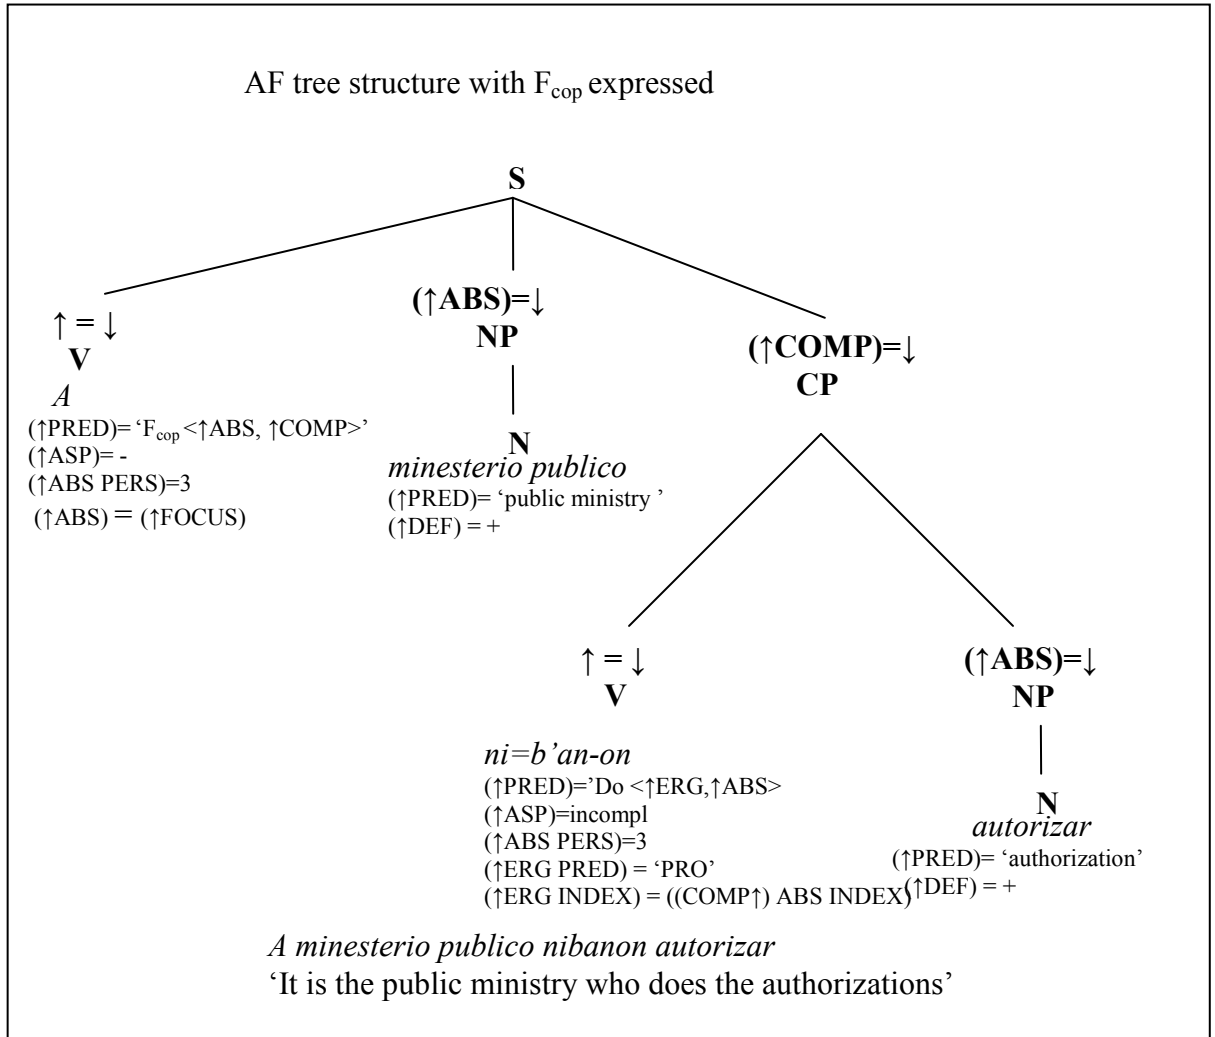 AF tree structure with Fcop expressed
S
↑ = ↓
V
A
(↑PRED)= ‘Fcop <↑ABS, ↑COMP>’
(↑ASP)= -
(↑ABS PERS)=3
(↑ABS) = (↑FOCUS)
(↑ABS)=↓
NP
N
minesterio publico
(↑PRED)= ‘public ministry ’
(↑DEF) = +
(↑COMP)=↓
CP
↑ = ↓
V
ni=b’an-on
(↑PRED)=’Do <↑ERG,↑ABS>
(↑ASP)=incompl
(↑ABS PERS)=3
(↑ERG PRED) = ‘PRO’
(↑ERG INDEX) = ((COMP↑) ABS INDEX)
(↑ABS)=↓
NP
N
autorizar
(↑PRED)= ‘authorization’
(↑DEF) = +
A minesterio publico nibanon autorizar
‘It is the public ministry who does the authorizations’